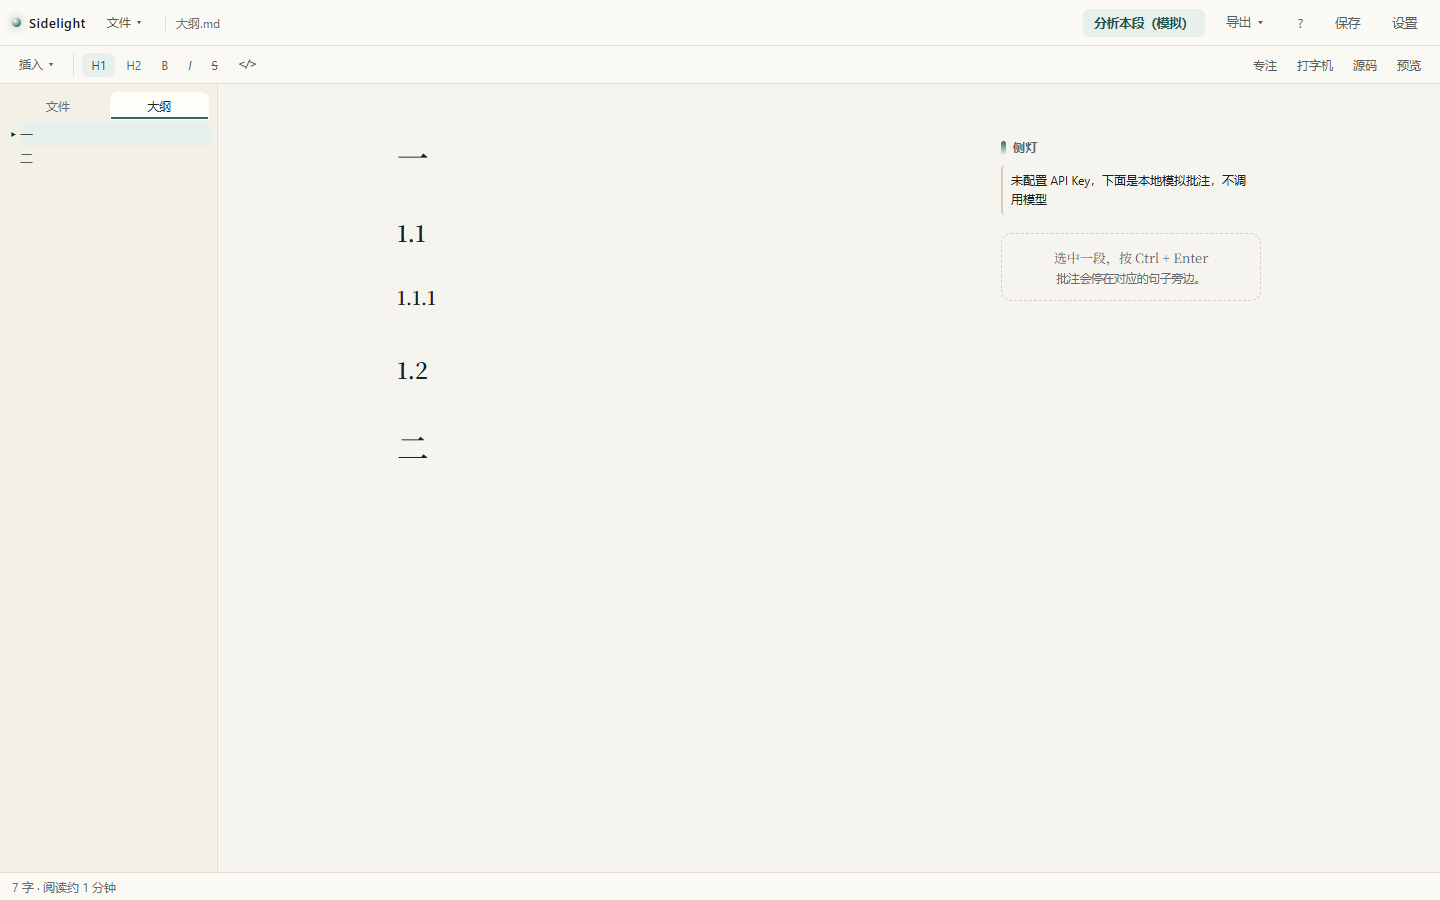 Sidelight 文件 大纲.md 分析本段（模拟） 导出 ? 保存 设置
插入 H1 H2 B I S </> 专注 打字机 源码 预览
文件 大纲
一
二
一
1.1
1.1.1
1.2
二
侧灯
未配置 API Key，下面是本地模拟批注，不调
用模型
选中一段，按 Ctrl + Enter
批注会停在对应的句子旁边。
7 字 · 阅读约 1 分钟